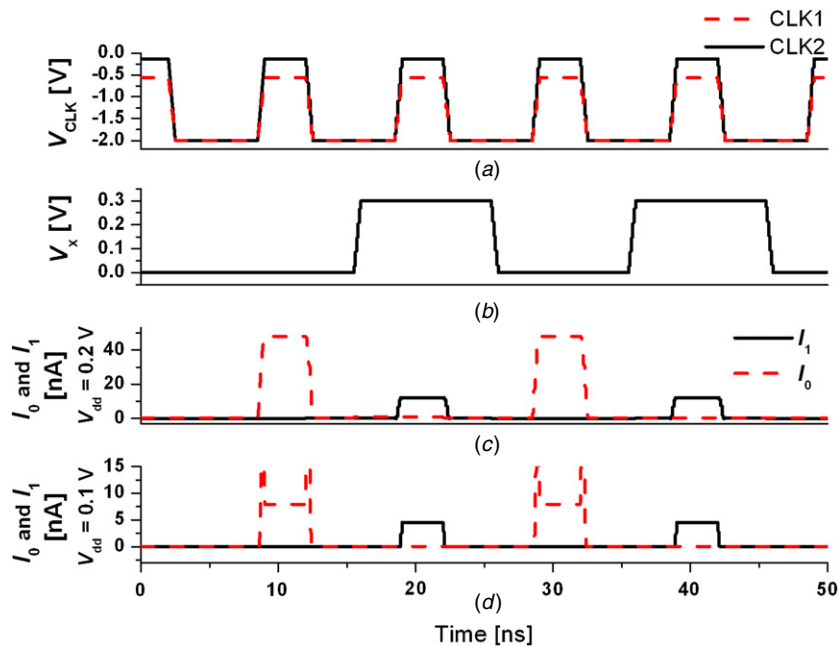 CLK1
CLK2
V_CLK [V]
0.0
-0.5
-1.0
-1.5
-2.0
(a)
V_x [V]
0.3
0.2
0.1
0.0
(b)
I_0 and I_1
[nA]
V_dd = 0.2 V
40
20
0
I_1
I_0
(c)
I_0 and I_1
[nA]
V_dd = 0.1 V
15
10
5
0
0 10 20 30 40 50
(d)
Time [ns]